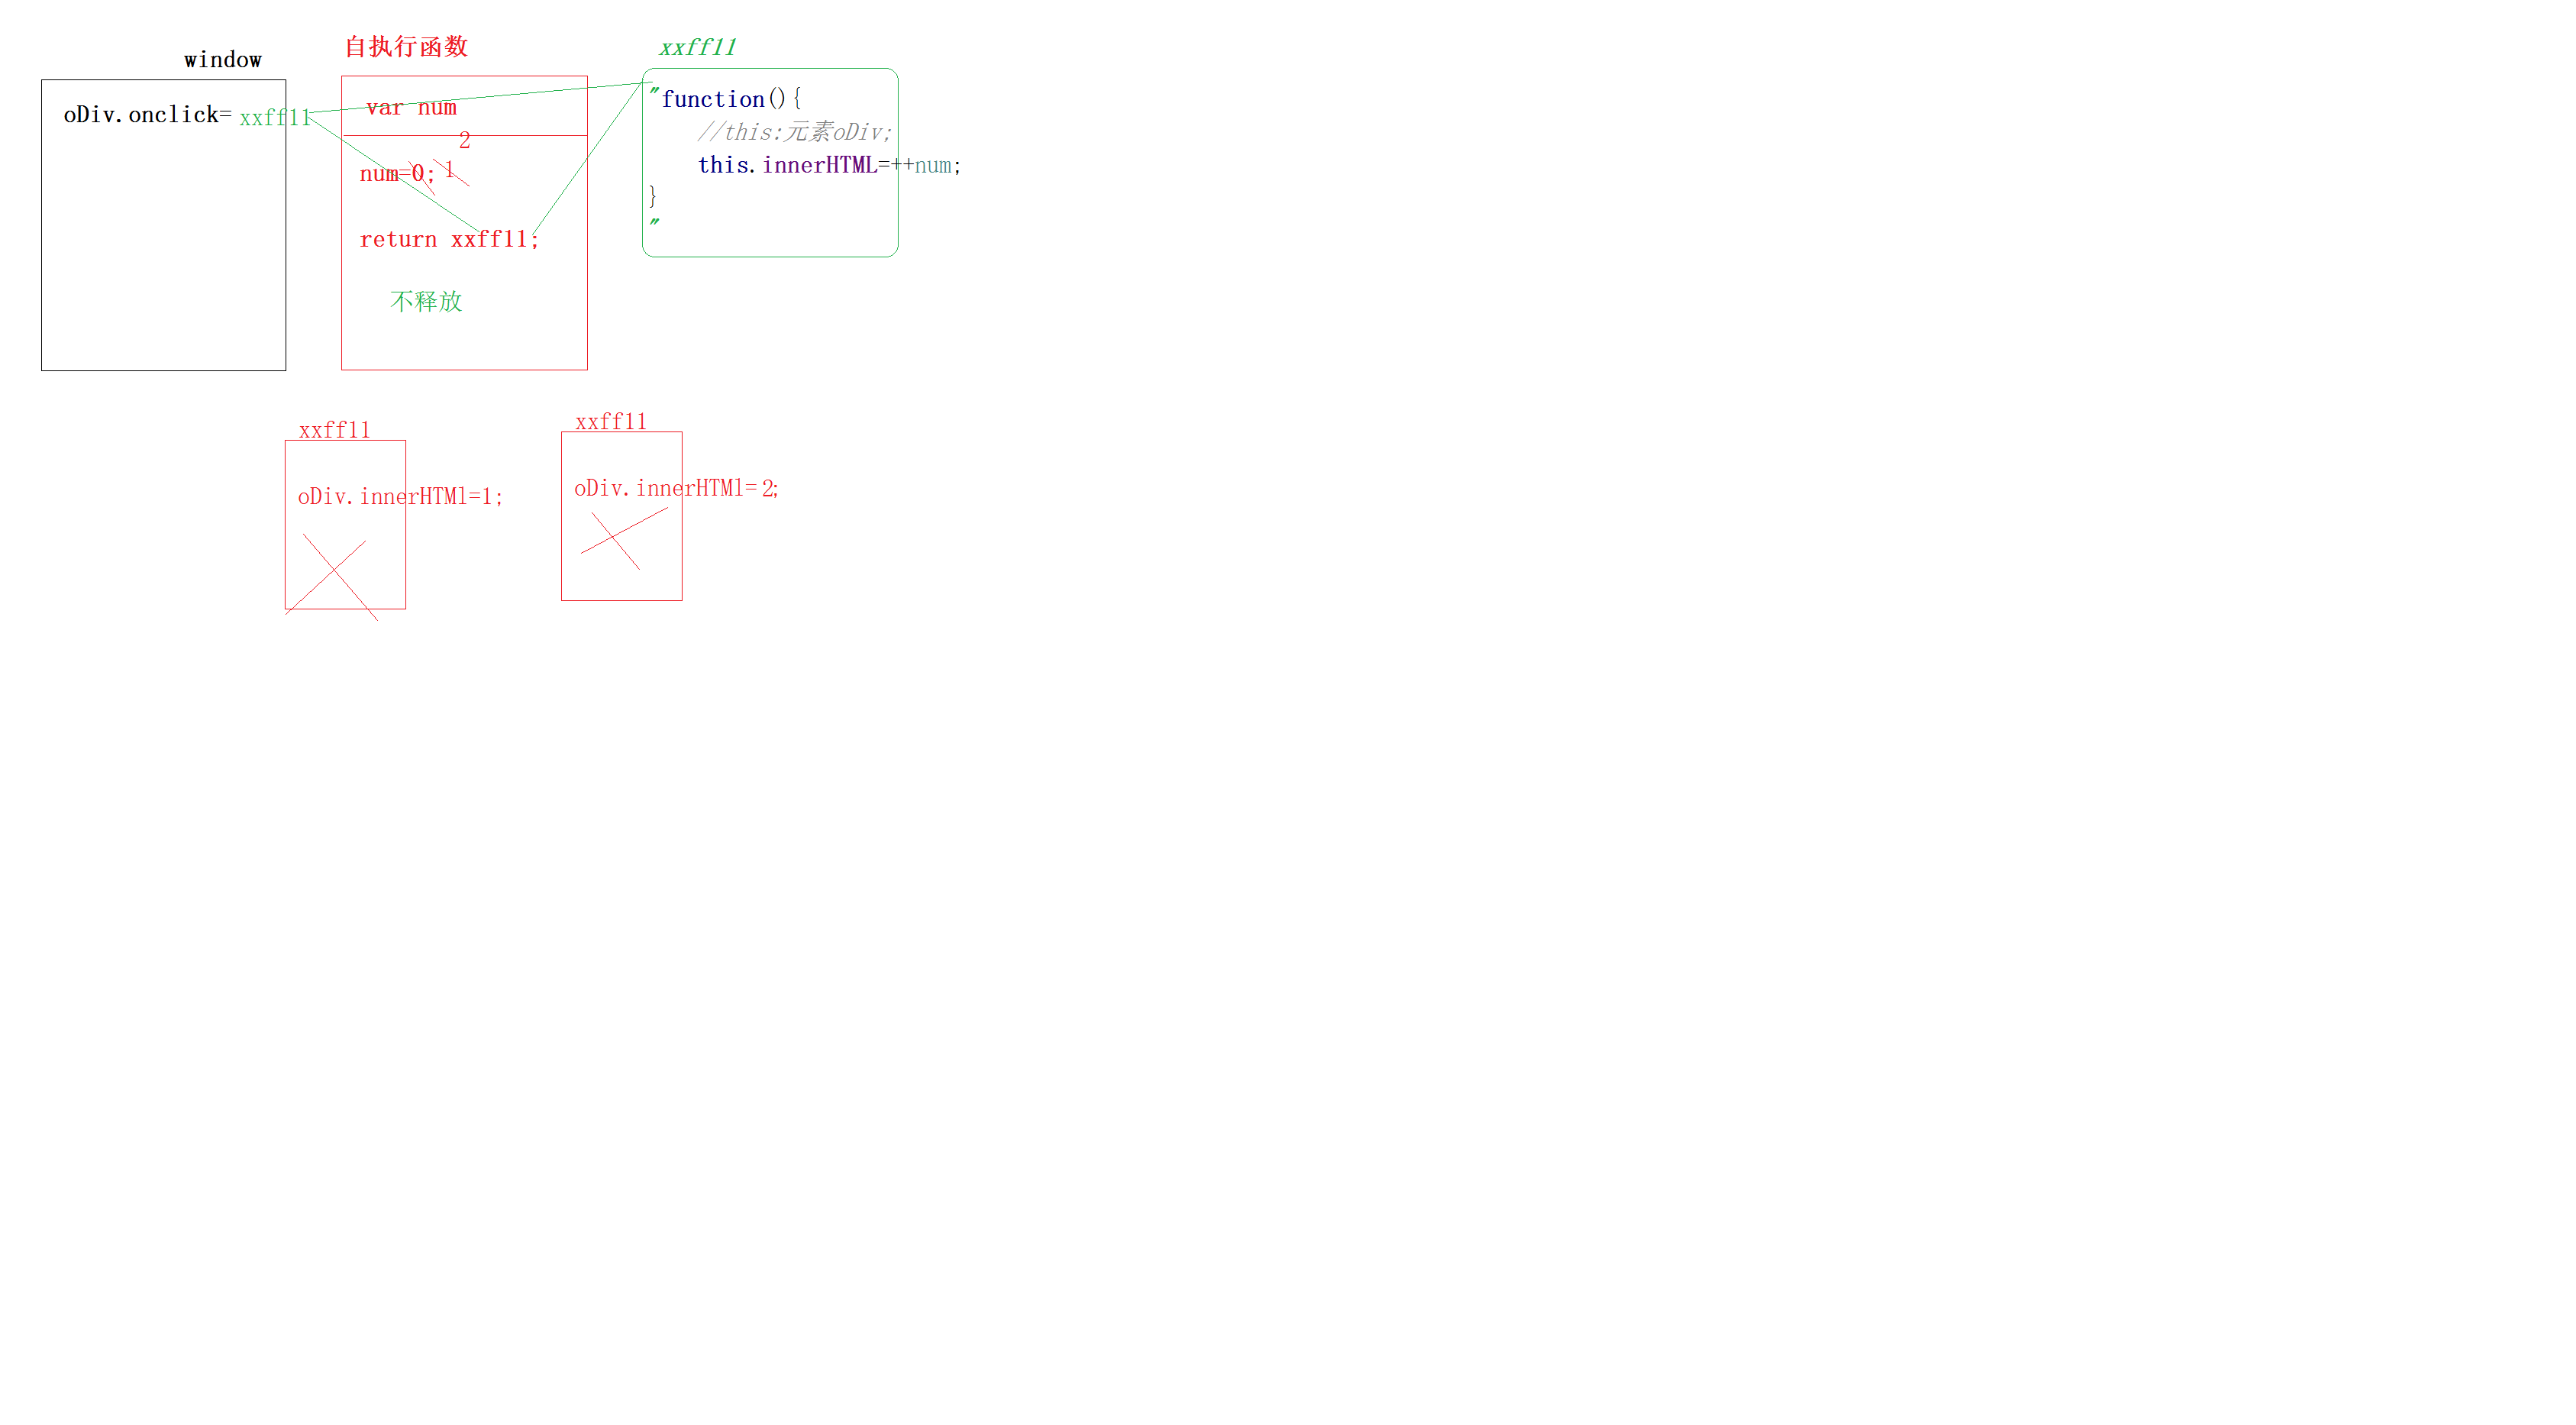 window
oDiv.onclick= xxff11
自执行函数
var num
2
num=0; 1
return xxff11;
不释放
xxff11
"function(){
//this:元素oDiv;
this.innerHTML=++num;
}
"
xxff11
oDiv.innerHTMl=1;
xxff11
oDiv.innerHTMl= 2;